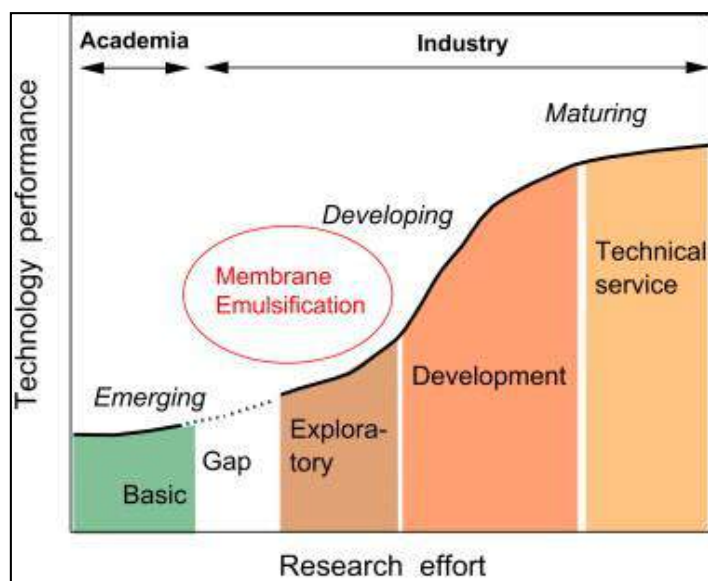 Academia
Industry
Maturing
Developing
Membrane
Emulsification
Technical
service
Development
Emerging
Explora-
tory
Gap
Basic
Technology performance
Research effort